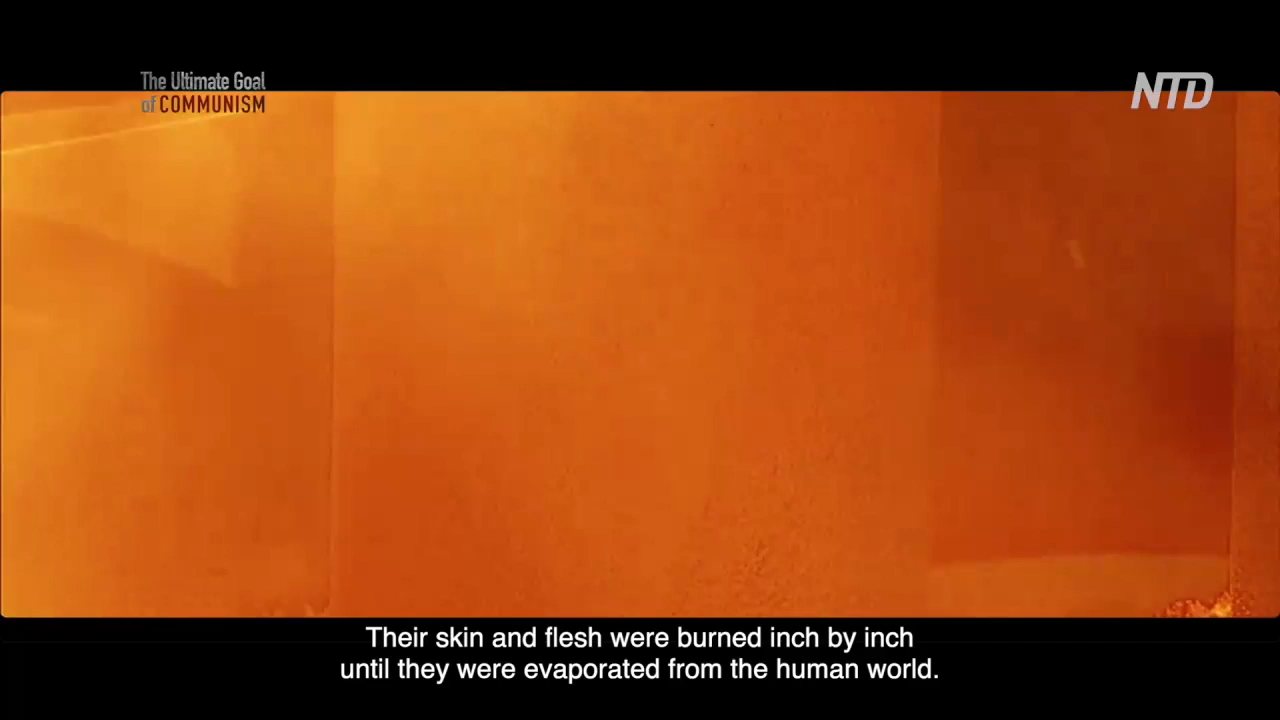 The Ultimate Goal
of COMMUNISM
NTD
Their skin and flesh were burned inch by inch
until they were evaporated from the human world.